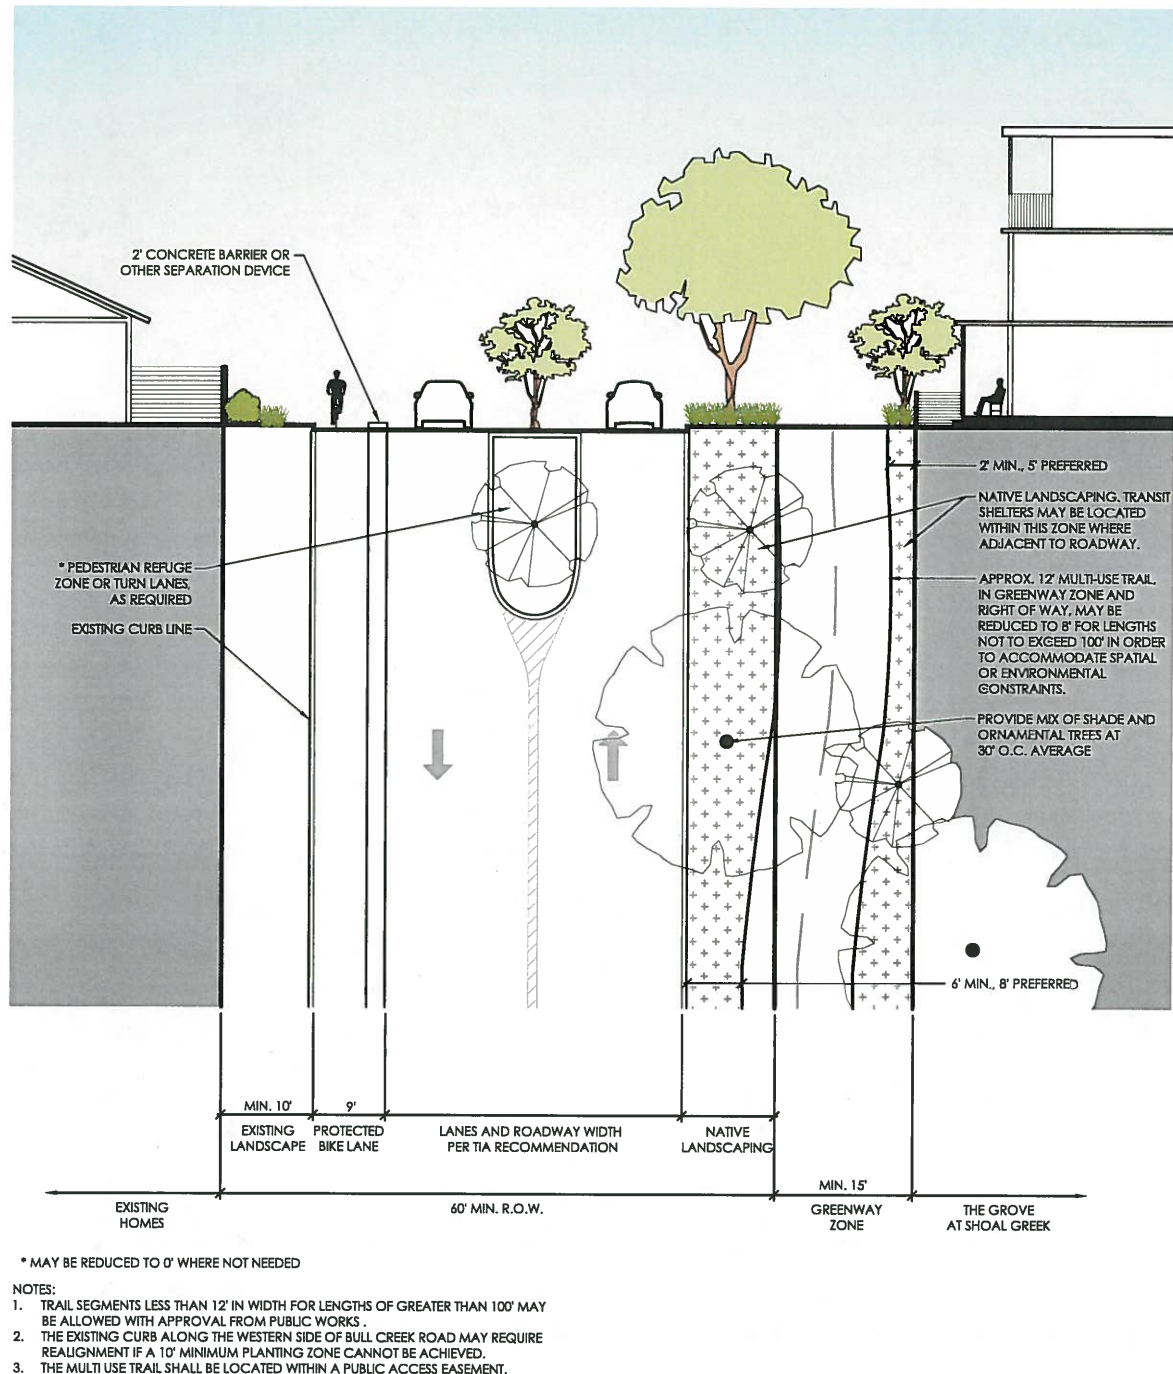 2' CONCRETE BARRIER OR
OTHER SEPARATION DEVICE
2' MIN., 5' PREFERRED
NATIVE LANDSCAPING. TRANSIT
SHELTERS MAY BE LOCATED
WITHIN THIS ZONE WHERE
ADJACENT TO ROADWAY.
* PEDESTRIAN REFUGE
ZONE OR TURN LANES,
AS REQUIRED
EXISTING CURB LINE
APPROX. 12' MULTI-USE TRAIL,
IN GREENWAY ZONE AND
RIGHT OF WAY, MAY BE
REDUCED TO 8' FOR LENGTHS
NOT TO EXCEED 100' IN ORDER
TO ACCOMMODATE SPATIAL
OR ENVIRONMENTAL
CONSTRAINTS.
PROVIDE MIX OF SHADE AND
ORNAMENTAL TREES AT
30' O.C. AVERAGE
6' MIN., 8' PREFERRED
MIN. 10'
9'
EXISTING
LANDSCAPE
PROTECTED
BIKE LANE
LANES AND ROADWAY WIDTH
PER TIA RECOMMENDATION
NATIVE
LANDSCAPING
MIN. 15'
EXISTING
HOMES
60' MIN. R.O.W.
GREENWAY
ZONE
THE GROVE
AT SHOAL CREEK
* MAY BE REDUCED TO 0' WHERE NOT NEEDED
NOTES:
1. TRAIL SEGMENTS LESS THAN 12' IN WIDTH FOR LENGTHS OF GREATER THAN 100' MAY
BE ALLOWED WITH APPROVAL FROM PUBLIC WORKS .
2. THE EXISTING CURB ALONG THE WESTERN SIDE OF BULL CREEK ROAD MAY REQUIRE
REALIGNMENT IF A 10' MINIMUM PLANTING ZONE CANNOT BE ACHIEVED.
3. THE MULTI USE TRAIL SHALL BE LOCATED WITHIN A PUBLIC ACCESS EASEMENT.